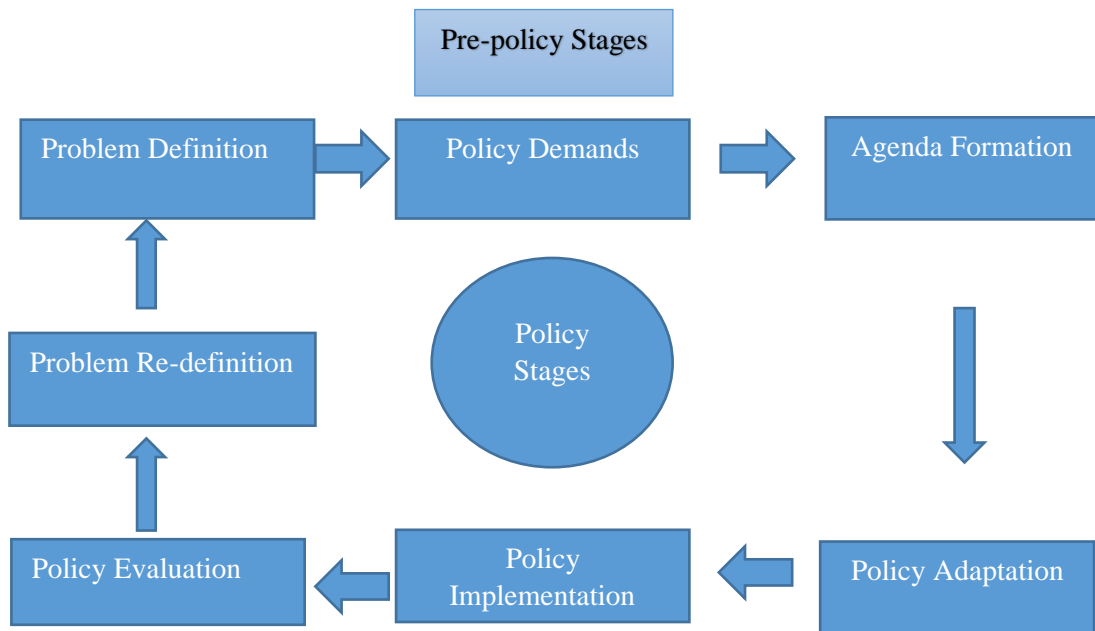 Pre-policy Stages
Problem Definition
Policy Demands
Agenda Formation
Policy
Stages
Problem Re-definition
Policy Evaluation
Policy
Implementation
Policy Adaptation